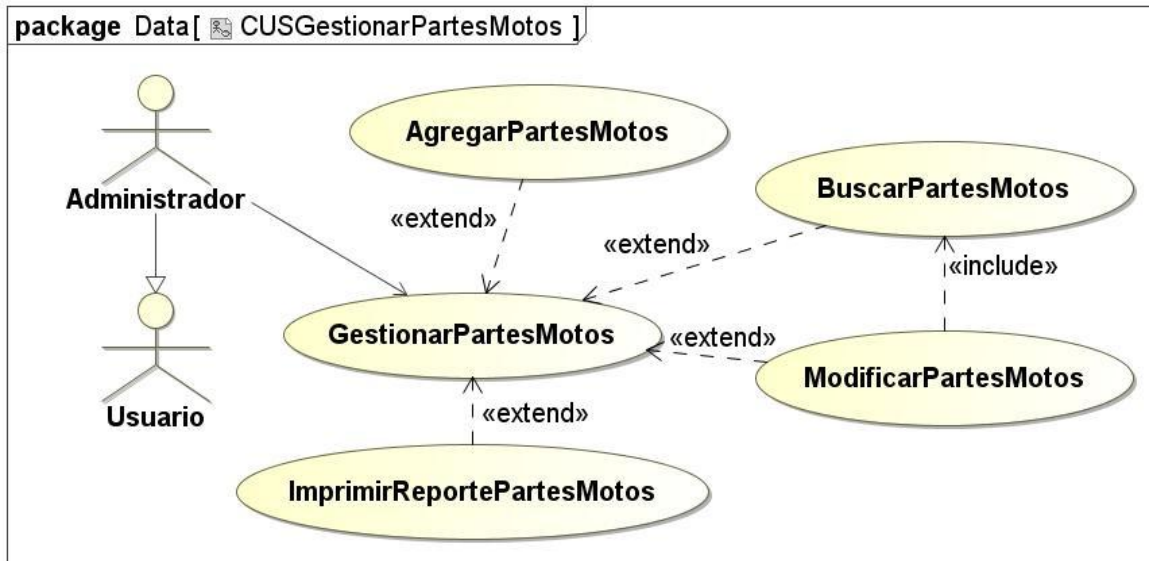 package Data[ CUSGestionarPartesMotos ]
AgregarPartesMotos
Administrador
BuscarPartesMotos
«extend»
«extend»
«include»
GestionarPartesMotos
«extend»
ModificarPartesMotos
Usuario
«extend»
ImprimirReportePartesMotos